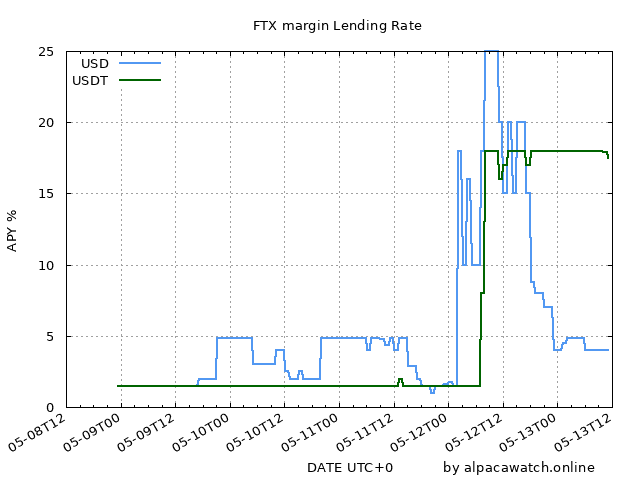 FTX margin Lending Rate
USD
USDT
25
20
15
10
5
0
APY %
05-08T12
05-09T00
05-09T12
05-10T00
05-10T12
05-11T00
05-11T12
05-12T00
05-12T12
05-13T00
05-13T12
DATE UTC+0
by alpacawatch.online